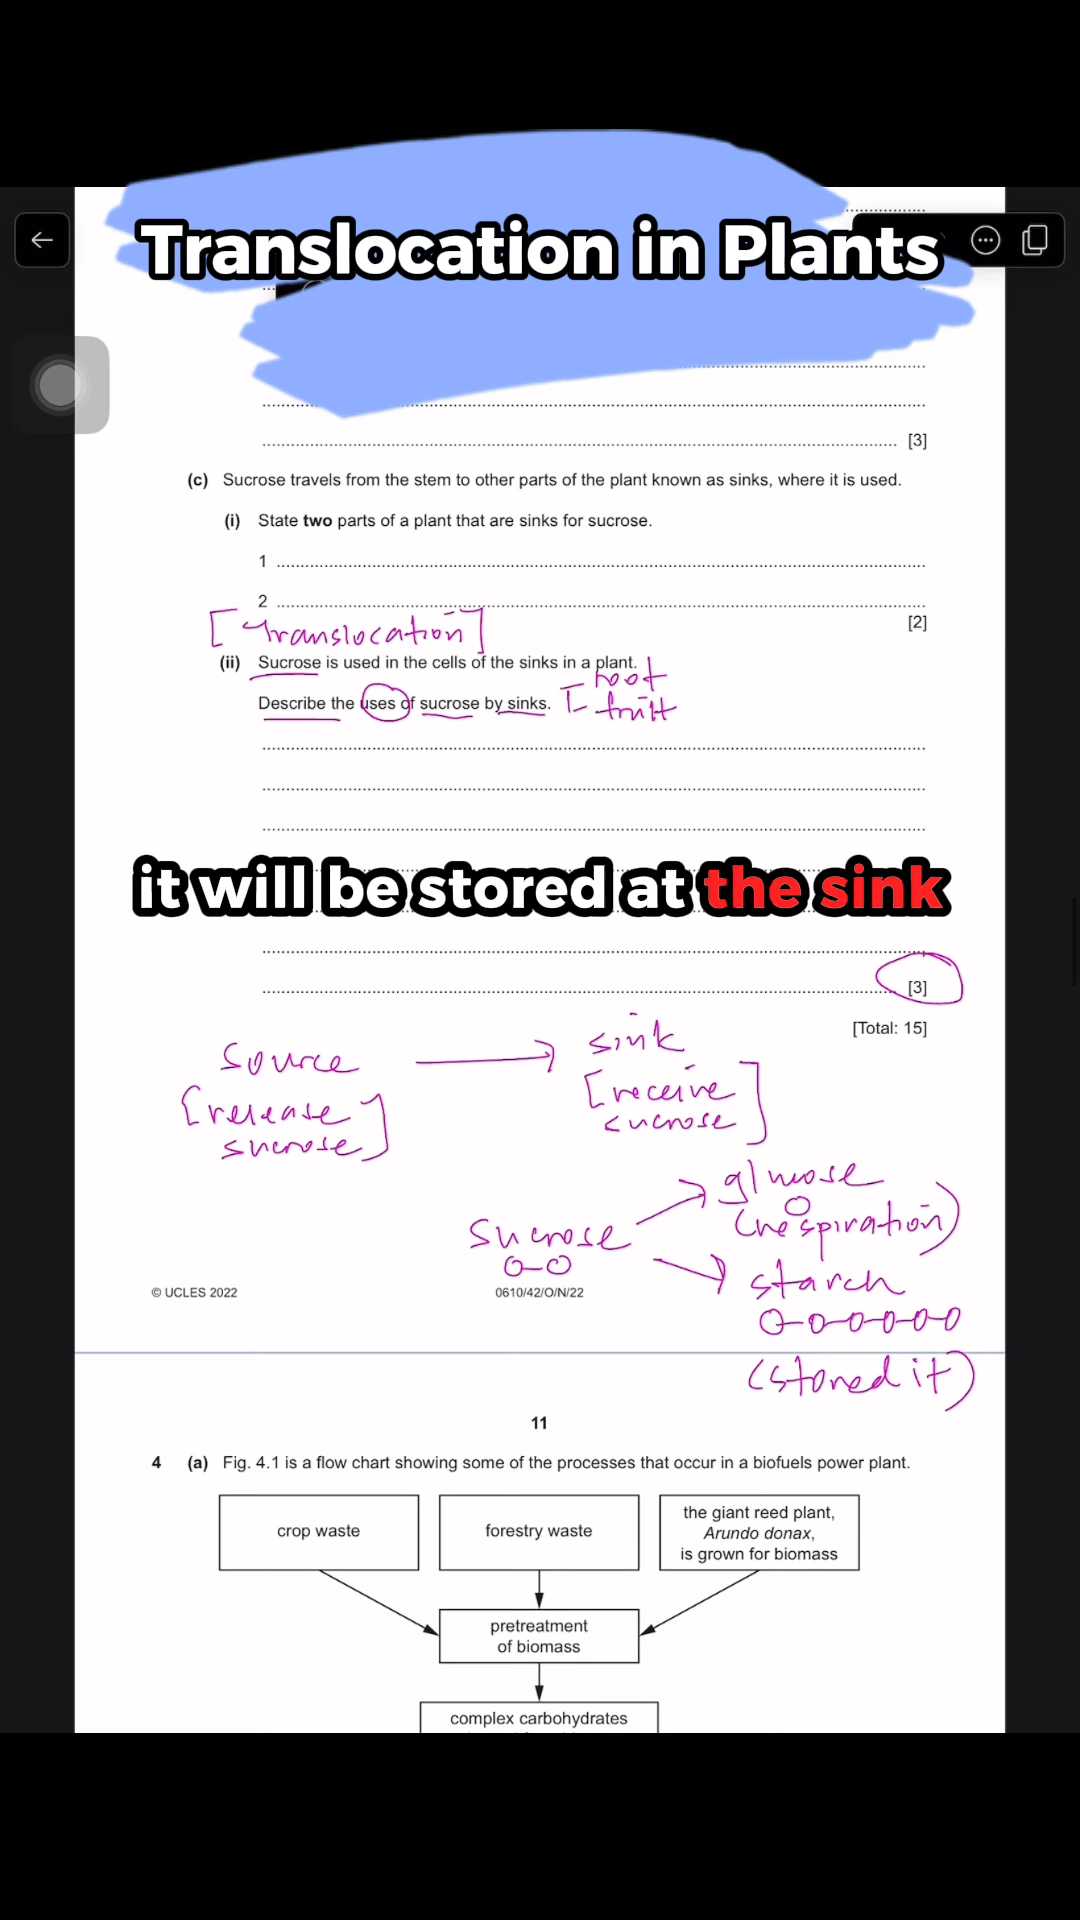 Translocation in Plants
[3]
(c) Sucrose travels from the stem to other parts of the plant known as sinks, where it is used.
(i) State two parts of a plant that are sinks for sucrose.
1
2
[2]
[Translocation]
(ii) Sucrose is used in the cells of the sinks in a plant.
root
Describe the uses of sucrose by sinks.
fruit
it will be stored at the sink
[3]
[Total: 15]
source → sink
[release sucrose]
[receive sucrose]
sucrose
glucose
(respiration)
starch
(stored it)
© UCLES 2022
0610/42/O/N/22
11
4 (a) Fig. 4.1 is a flow chart showing some of the processes that occur in a biofuels power plant.
crop waste
forestry waste
the giant reed plant,
Arundo donax,
is grown for biomass
pretreatment
of biomass
complex carbohydrates